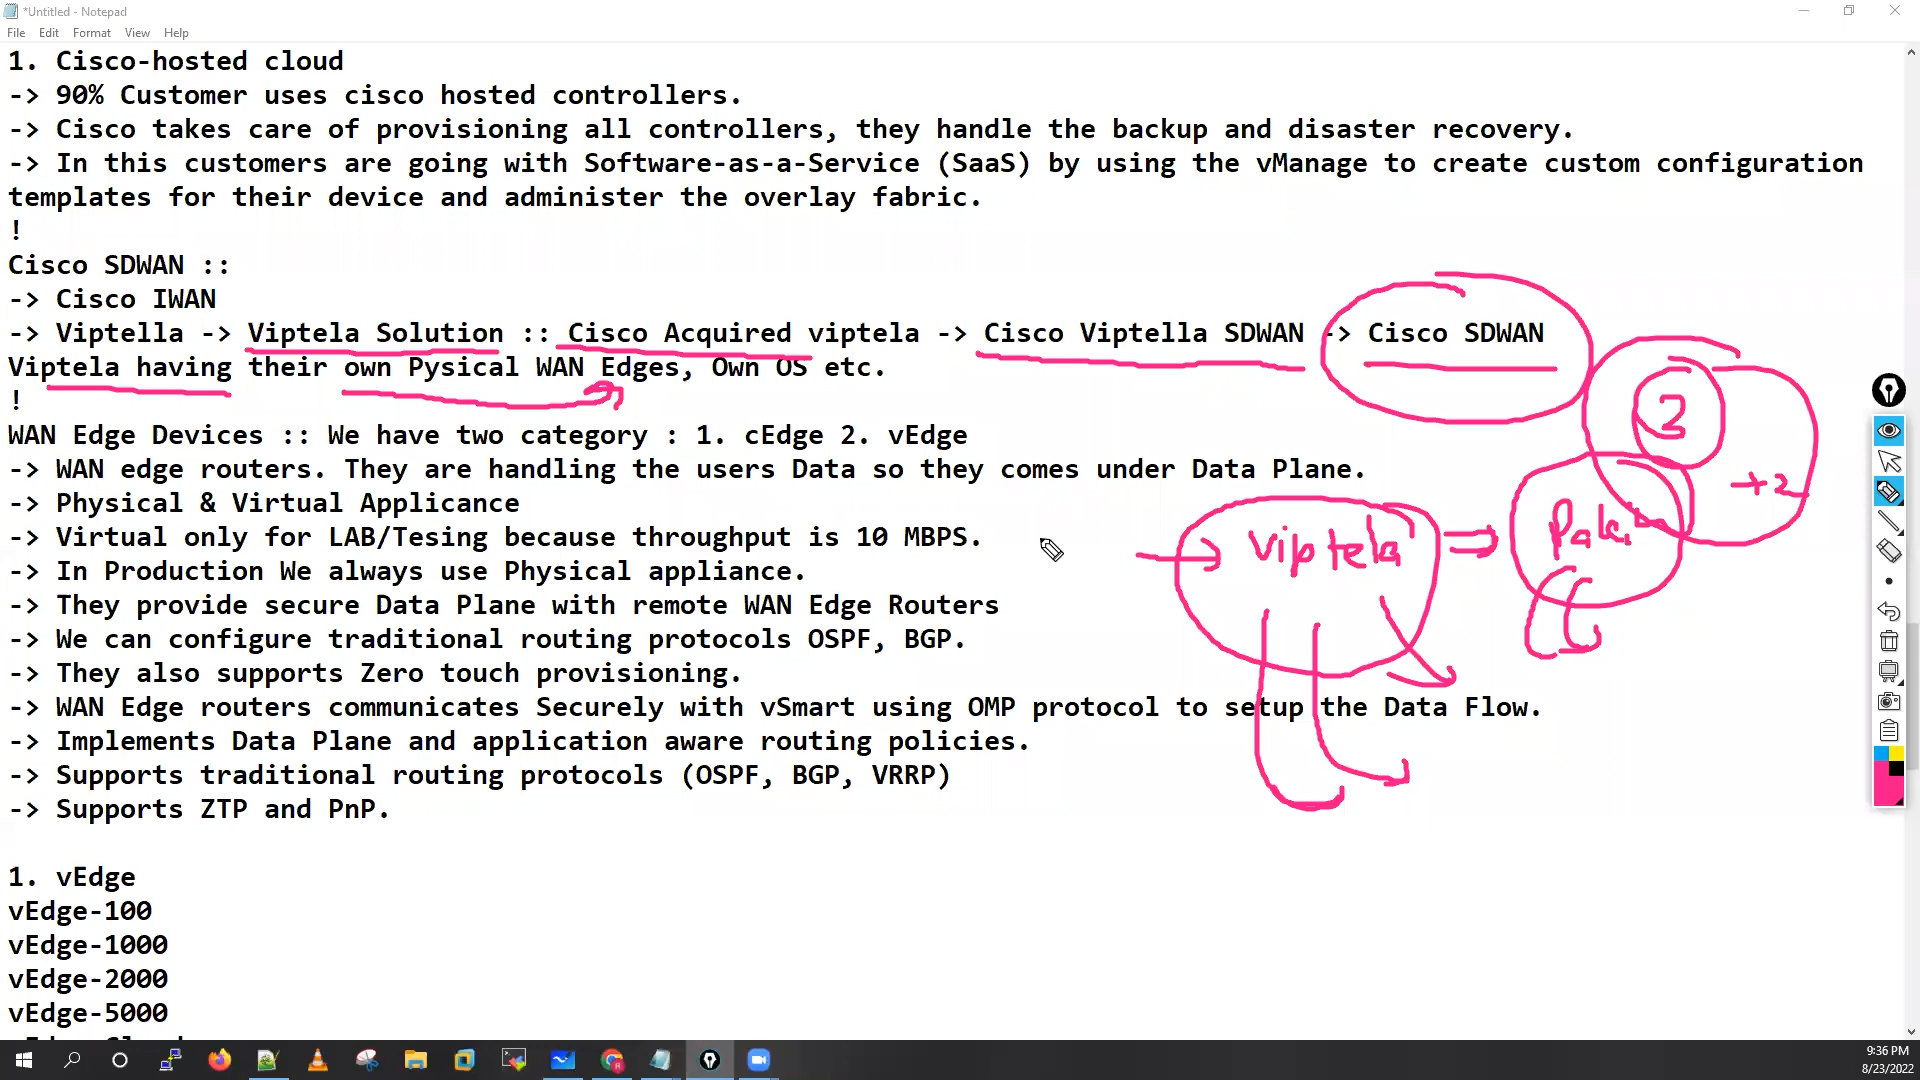 *Untitled - Notepad
File Edit Format View Help
1. Cisco-hosted cloud
-> 90% Customer uses cisco hosted controllers.
-> Cisco takes care of provisioning all controllers, they handle the backup and disaster recovery.
-> In this customers are going with Software-as-a-Service (SaaS) by using the vManage to create custom configuration
templates for their device and administer the overlay fabric.
!
Cisco SDWAN ::
-> Cisco IWAN
-> Viptella -> Viptela Solution :: Cisco Acquired viptela -> Cisco Viptella SDWAN -> Cisco SDWAN
Viptela having their own Pysical WAN Edges, Own OS etc.
!
WAN Edge Devices :: We have two category : 1. cEdge 2. vEdge
-> WAN edge routers. They are handling the users Data so they comes under Data Plane.
-> Physical & Virtual Applicance
-> Virtual only for LAB/Tesing because throughput is 10 MBPS.
-> In Production We always use Physical appliance.
-> They provide secure Data Plane with remote WAN Edge Routers
-> We can configure traditional routing protocols OSPF, BGP.
-> They also supports Zero touch provisioning.
-> WAN Edge routers communicates Securely with vSmart using OMP protocol to setup the Data Flow.
-> Implements Data Plane and application aware routing policies.
-> Supports traditional routing protocols (OSPF, BGP, VRRP)
-> Supports ZTP and PnP.
1. vEdge
vEdge-100
vEdge-1000
vEdge-2000
vEdge-5000
2
+2
Viptela
9:36 PM
8/23/2022